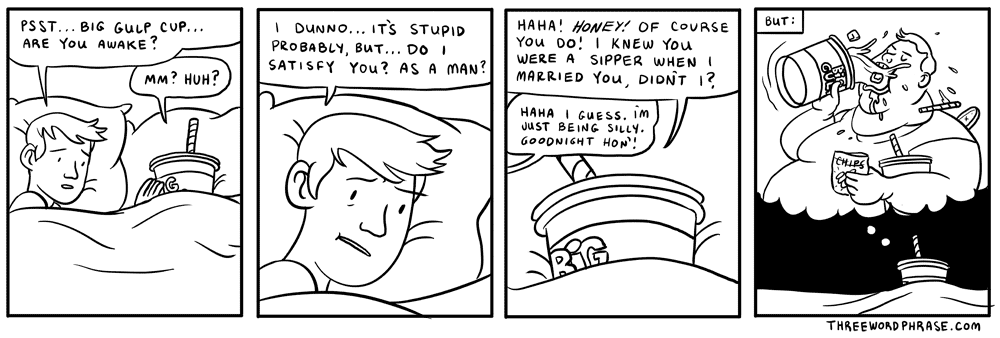 PSST... BIG GULP CUP...
ARE YOU AWAKE?
MM? HUH?
BIG
I DUNNO... IT'S STUPID
PROBABLY, BUT... DO I
SATISFY YOU? AS A MAN?
HAHA! HONEY! OF COURSE
YOU DO! I KNEW YOU
WERE A SIPPER WHEN I
MARRIED YOU, DIDN'T I?
HAHA I GUESS. I'M
JUST BEING SILLY.
GOODNIGHT HON'!
BIG
BUT:
CHIPS
THREEWORDPHRASE.COM